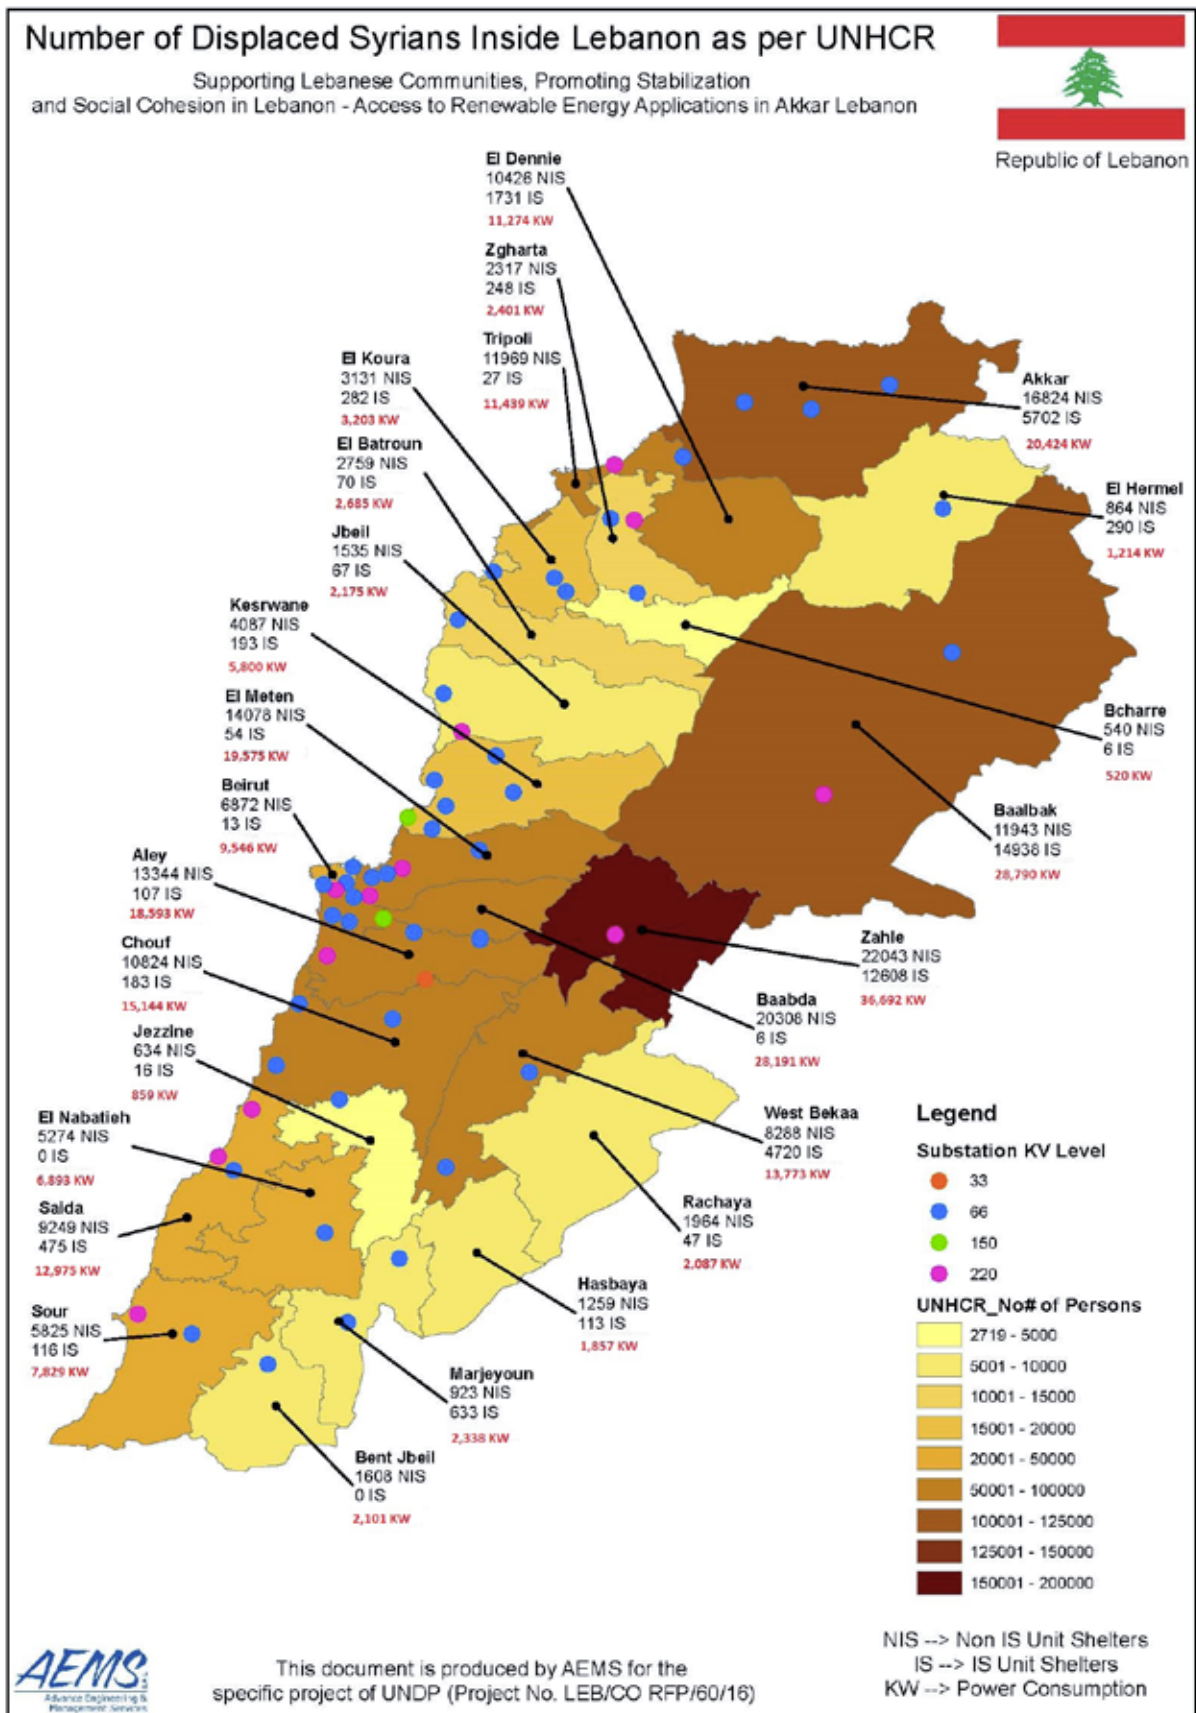 Number of Displaced Syrians Inside Lebanon as per UNHCR
Supporting Lebanese Communities, Promoting Stabilization
and Social Cohesion in Lebanon - Access to Renewable Energy Applications in Akkar Lebanon
Republic of Lebanon
El Dennie
10426 NIS
1731 IS
11,274 KW
Zgharta
2317 NIS
248 IS
2,401 KW
Tripoli
11969 NIS
27 IS
11,439 KW
El Koura
3131 NIS
282 IS
3,203 KW
El Batroun
2759 NIS
70 IS
2,685 KW
Jbeil
1535 NIS
67 IS
2,175 KW
Kesrwane
4087 NIS
193 IS
5,800 KW
El Meten
14078 NIS
54 IS
19,575 KW
Beirut
6872 NIS
13 IS
9,546 KW
Aley
13344 NIS
107 IS
18,593 KW
Chouf
10824 NIS
183 IS
15,144 KW
Jezzine
634 NIS
16 IS
859 KW
El Nabatieh
5274 NIS
0 IS
6,893 KW
Saida
9249 NIS
475 IS
12,975 KW
Sour
5825 NIS
116 IS
7,829 KW
Akkar
16824 NIS
5702 IS
20,424 KW
El Hermel
864 NIS
290 IS
1,214 KW
Bcharre
540 NIS
6 IS
520 KW
Baalbak
11943 NIS
14938 IS
28,790 KW
Zahle
22043 NIS
12608 IS
36,692 KW
Baabda
20308 NIS
6 IS
28,191 KW
West Bekaa
8288 NIS
4720 IS
13,773 KW
Rachaya
1964 NIS
47 IS
2,087 KW
Hasbaya
1259 NIS
113 IS
1,857 KW
Marjeyoun
923 NIS
633 IS
2,338 KW
Bent Jbeil
1608 NIS
0 IS
2,101 KW
Legend
Substation KV Level
33
66
150
220
UNHCR_No# of Persons
2719 - 5000
5001 - 10000
10001 - 15000
15001 - 20000
20001 - 50000
50001 - 100000
100001 - 125000
125001 - 150000
150001 - 200000
NIS --> Non IS Unit Shelters
IS --> IS Unit Shelters
KW --> Power Consumption
AEMS
Advance Engineering &
Management Services
This document is produced by AEMS for the
specific project of UNDP (Project No. LEB/CO RFP/60/16)